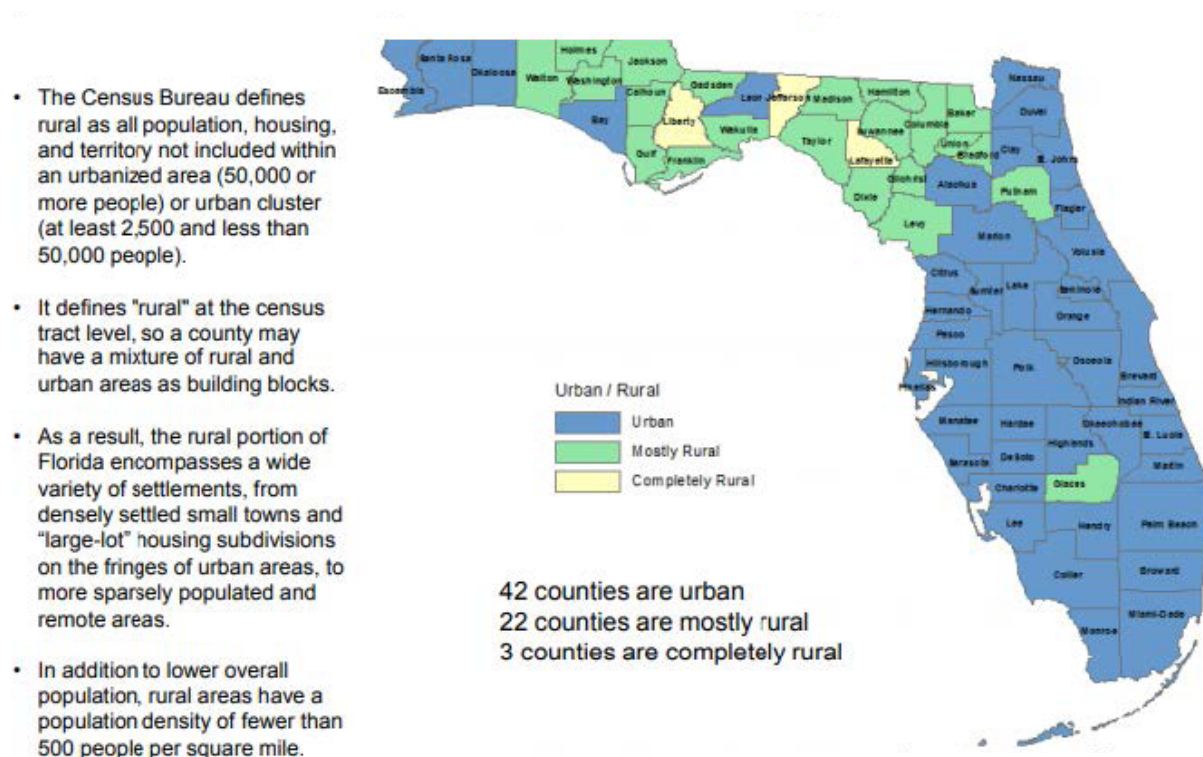 • The Census Bureau defines
rural as all population, housing,
and territory not included within
an urbanized area (50,000 or
more people) or urban cluster
(at least 2,500 and less than
50,000 people).
• It defines "rural" at the census
tract level, so a county may
have a mixture of rural and
urban areas as building blocks.
• As a result, the rural portion of
Florida encompasses a wide
variety of settlements, from
densely settled small towns and
“large-lot” housing subdivisions
on the fringes of urban areas, to
more sparsely populated and
remote areas.
• In addition to lower overall
population, rural areas have a
population density of fewer than
500 people per square mile.
Escambia
Santa Rosa
Okaloosa
Walton
Holmes
Washington
Jackson
Bay
Calhoun
Gulf
Liberty
Gadsden
Franklin
Leon
Wakulla
Jefferson
Madison
Taylor
Hamilton
Suwannee
Lafayette
Columbia
Baker
Union
Bradford
Gilchrist
Dixie
Levy
Nassau
Duval
Clay
St. Johns
Alachua
Putnam
Flagler
Marion
Volusia
Citrus
Sumter
Lake
Seminole
Hernando
Orange
Pasco
Hillsborough
Polk
Osceola
Brevard
Pinellas
Indian River
Manatee
Hardee
Okeechobee
Highlands
St. Lucie
Sarasota
DeSoto
Martin
Charlotte
Glades
Lee
Hendry
Palm Beach
Collier
Broward
Monroe
Miami-Dade
Urban / Rural
Urban
Mostly Rural
Completely Rural
42 counties are urban
22 counties are mostly rural
3 counties are completely rural